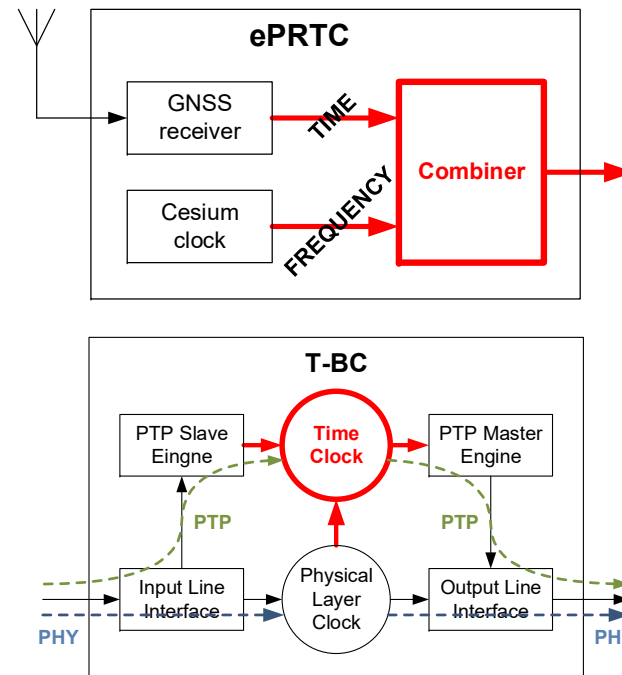 ePRTC
GNSS
receiver
TIME
Combiner
Cesium
clock
FREQUENCY
T-BC
PTP Slave
Eingne
Time
Clock
PTP Master
Engine
PTP
PTP
Input Line
Interface
Physical
Layer
Clock
Output Line
Interface
PHY
PH